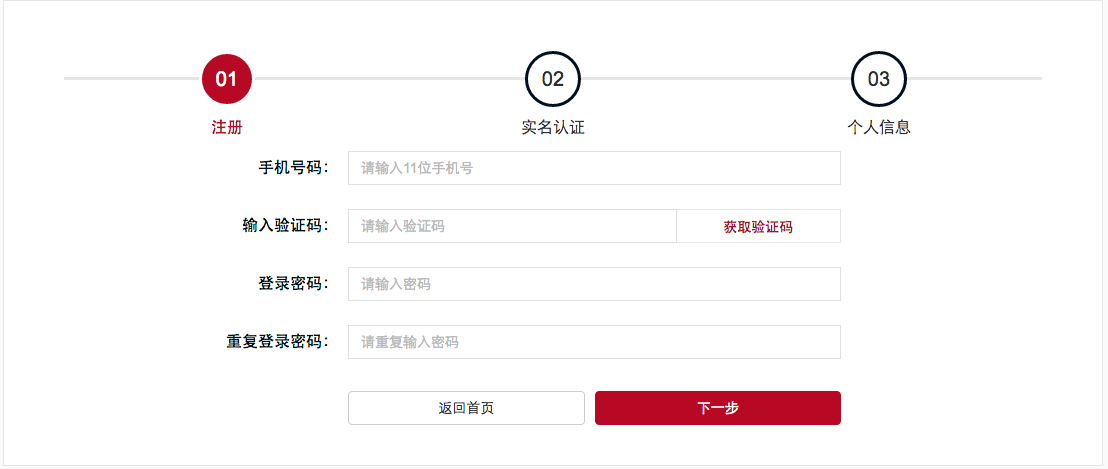 01
02
03
注册
实名认证
个人信息
手机号码：
请输入11位手机号
输入验证码：
请输入验证码
获取验证码
登录密码：
请输入密码
重复登录密码：
请重复输入密码
返回首页
下一步